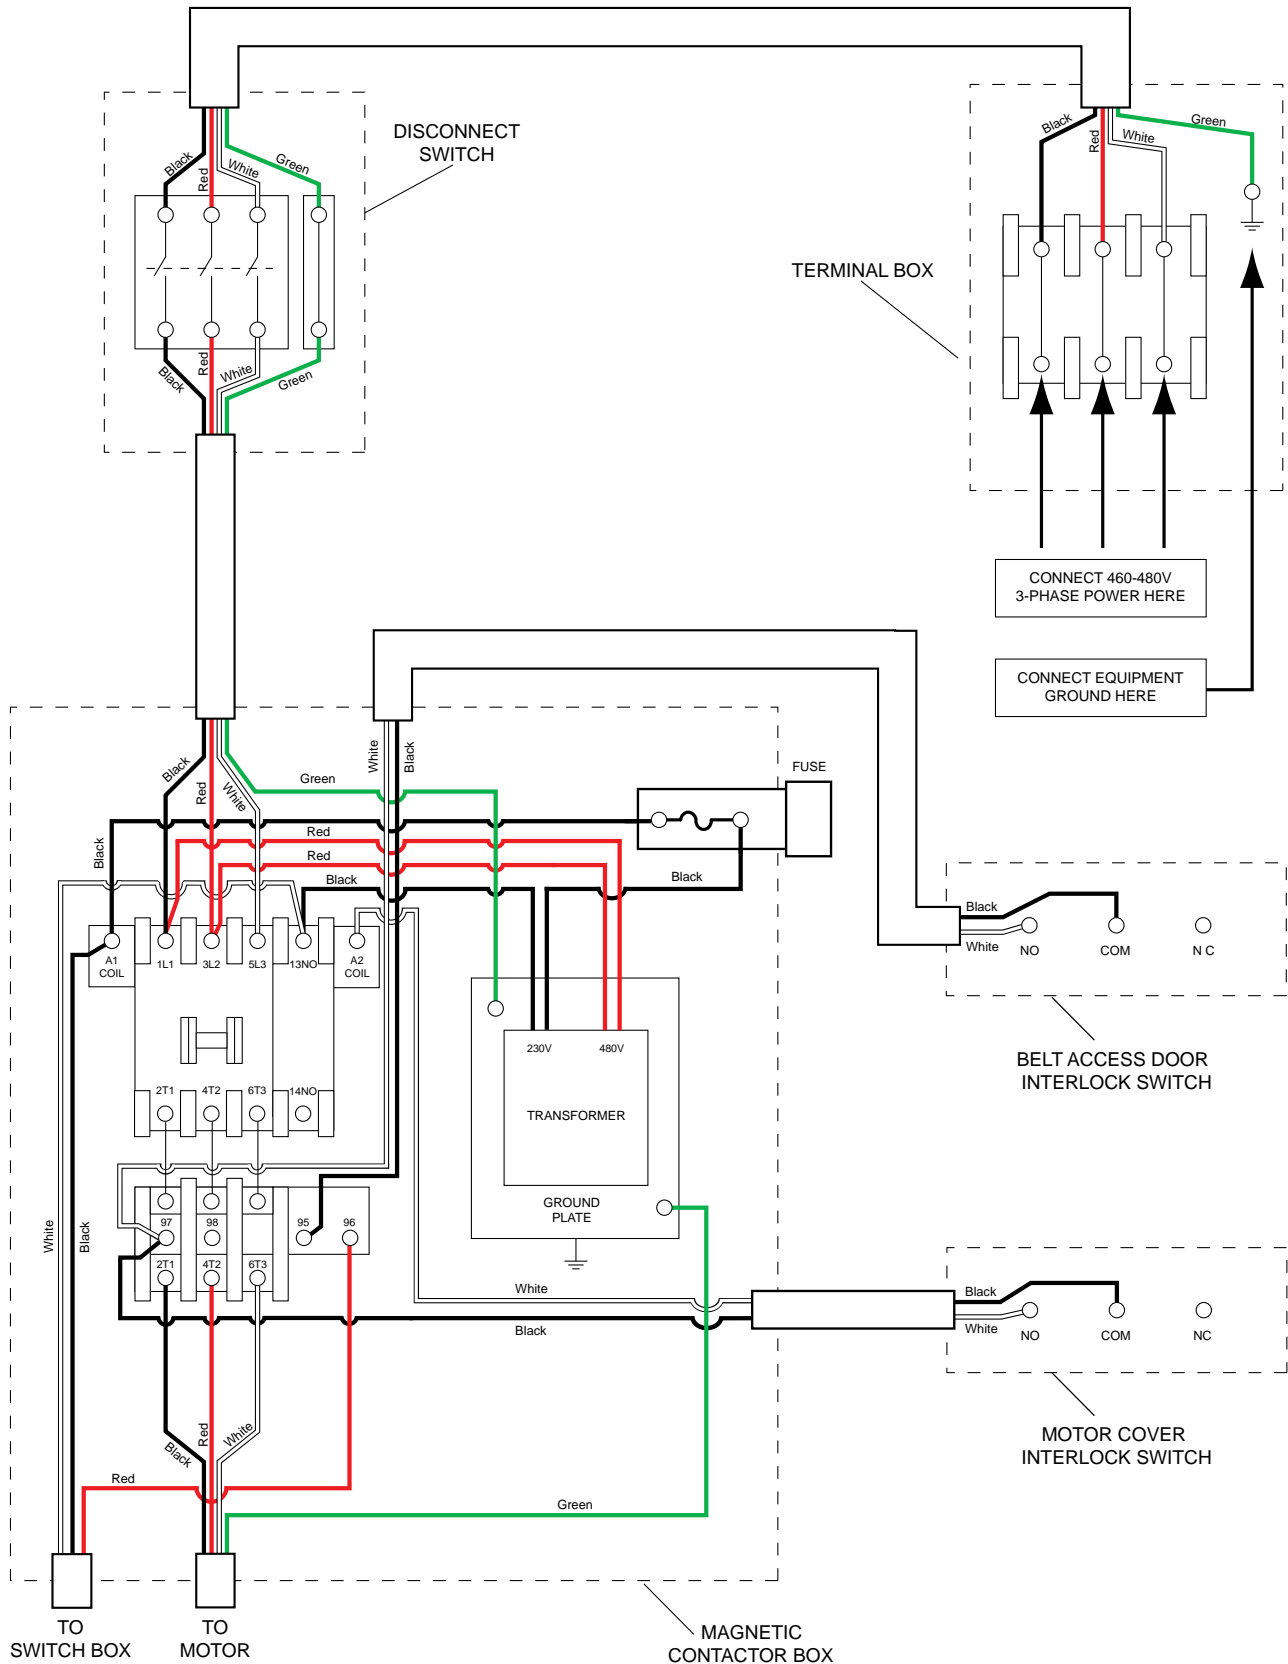 DISCONNECT
SWITCH
Black
Red
White
Green
Black
Red
White
Green
Black
Red
White
Green
TERMINAL BOX
CONNECT 460-480V
3-PHASE POWER HERE
CONNECT EQUIPMENT
GROUND HERE
Black
Red
White
Green
White
Black
FUSE
Black
Red
Red
Black
Black
A1
COIL
1L1
3L2
5L3
13NO
A2
COIL
2T1
4T2
6T3
14NO
230V
480V
TRANSFORMER
GROUND
PLATE
97
98
95
96
2T1
4T2
6T3
White
Black
White
Black
Black
Red
White
Red
Green
Black
White
NO
COM
N C
BELT ACCESS DOOR
INTERLOCK SWITCH
Black
White
NO
COM
NC
MOTOR COVER
INTERLOCK SWITCH
TO
SWITCH BOX
TO
MOTOR
MAGNETIC
CONTACTOR BOX